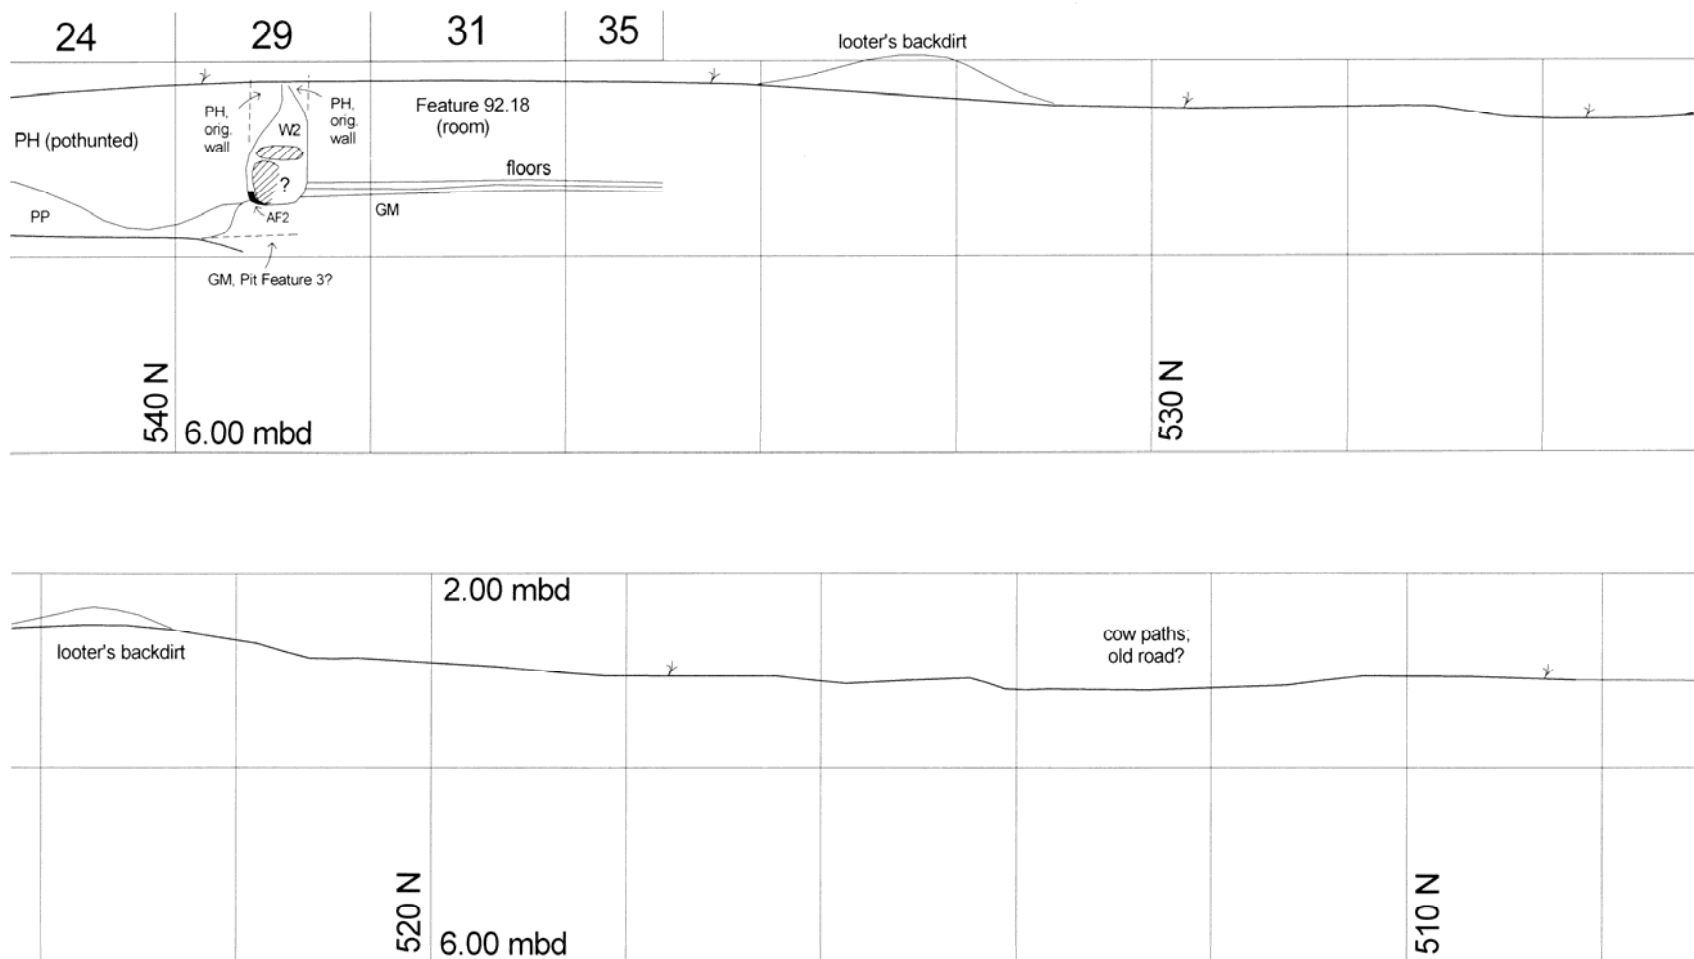 24 29 31 35
looter's backdirt
PH (pothunted)
PH,
orig.
wall
W2
PH,
orig.
wall
Feature 92.18
(room)
floors
?
PP
AF2
GM
GM, Pit Feature 3?
540 N
6.00 mbd
530 N
2.00 mbd
looter's backdirt
cow paths;
old road?
520 N
6.00 mbd
510 N